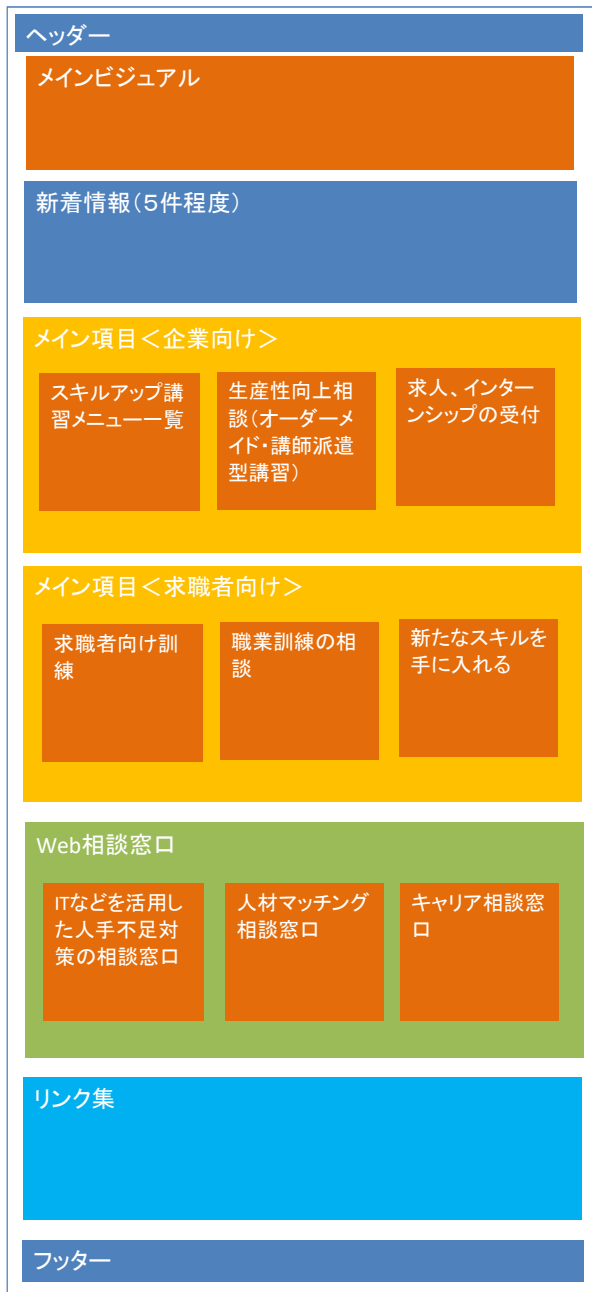 ヘッダー
メインビジュアル
新着情報（５件程度）
メイン項目＜企業向け＞
スキルアップ講
習メニュー一覧
生産性向上相
談（オーダーメ
イド・講師派遣
型講習）
求人、インター
ンシップの受付
メイン項目＜求職者向け＞
求職者向け訓
練
職業訓練の相
談
新たなスキルを
手に入れる
Web相談窓口
ITなどを活用し
た人手不足対
策の相談窓口
人材マッチング
相談窓口
キャリア相談窓
口
リンク集
フッター